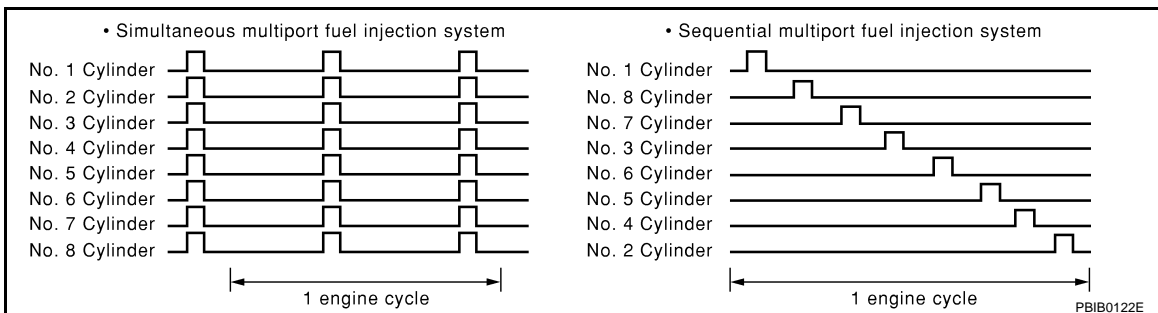 • Simultaneous multiport fuel injection system
No. 1 Cylinder
No. 2 Cylinder
No. 3 Cylinder
No. 4 Cylinder
No. 5 Cylinder
No. 6 Cylinder
No. 7 Cylinder
No. 8 Cylinder
1 engine cycle
• Sequential multiport fuel injection system
No. 1 Cylinder
No. 8 Cylinder
No. 7 Cylinder
No. 3 Cylinder
No. 6 Cylinder
No. 5 Cylinder
No. 4 Cylinder
No. 2 Cylinder
1 engine cycle
PBIB0122E